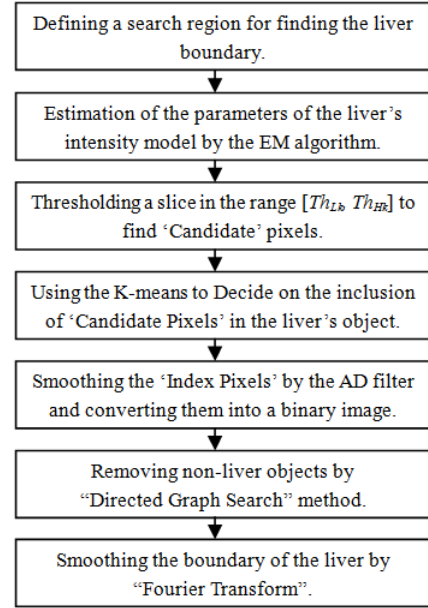 Defining a search region for finding the liver
boundary.
Estimation of the parameters of the liver's
intensity model by the EM algorithm.
Thresholding a slice in the range [Th_Lk, Th_Hk] to
find ‘Candidate’ pixels.
Using the K-means to Decide on the inclusion
of ‘Candidate Pixels’ in the liver's object.
Smoothing the ‘Index Pixels’ by the AD filter
and converting them into a binary image.
Removing non-liver objects by
“Directed Graph Search” method.
Smoothing the boundary of the liver by
“Fourier Transform”.